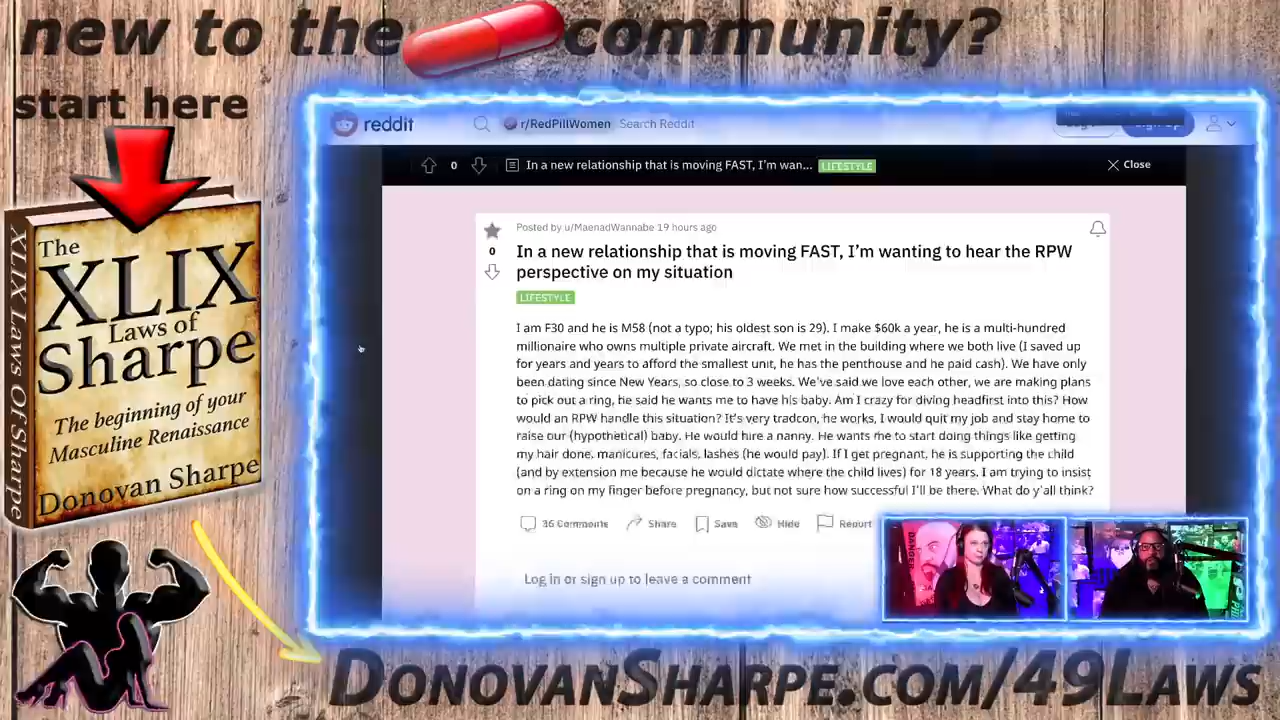 new to the community?
start here
The
XLIX
Laws of
Sharpe
The beginning of your
Masculine Renaissance
Donovan Sharpe
XLIX Laws Of Sharpe
reddit
r/RedPillWomen Search Reddit
0 In a new relationship that is moving FAST, I'm wan... LIFESTYLE Close
Posted by u/MaenadWannabe 19 hours ago
0
In a new relationship that is moving FAST, I'm wanting to hear the RPW
perspective on my situation
LIFESTYLE
I am F30 and he is M58 (not a typo; his oldest son is 29). I make $60k a year, he is a multi-hundred
millionaire who owns multiple private aircraft. We met in the building where we both live (I saved up
for years and years to afford the smallest unit, he has the penthouse and he paid cash). We have only
been dating since New Years, so close to 3 weeks. We've said we love each other, we are making plans
to pick out a ring, he said he wants me to have his baby. Am I crazy for diving headfirst into this? How
would an RPW handle this situation? It's very tradcon, he works, I would quit my job and stay home to
raise our (hypothetical) baby. He would hire a nanny. He wants me to start doing things like getting
my hair done, manicures, facials, lashes (he would pay). If I get pregnant, he is supporting the child
(and by extension me because he would dictate where the child lives) for 18 years. I am trying to insist
on a ring on my finger before pregnancy, but not sure how successful I'll be there. What do y'all think?
Comments Share Save Hide Report
Log in or sign up to leave a comment
DonovanSharpe.com/49Laws